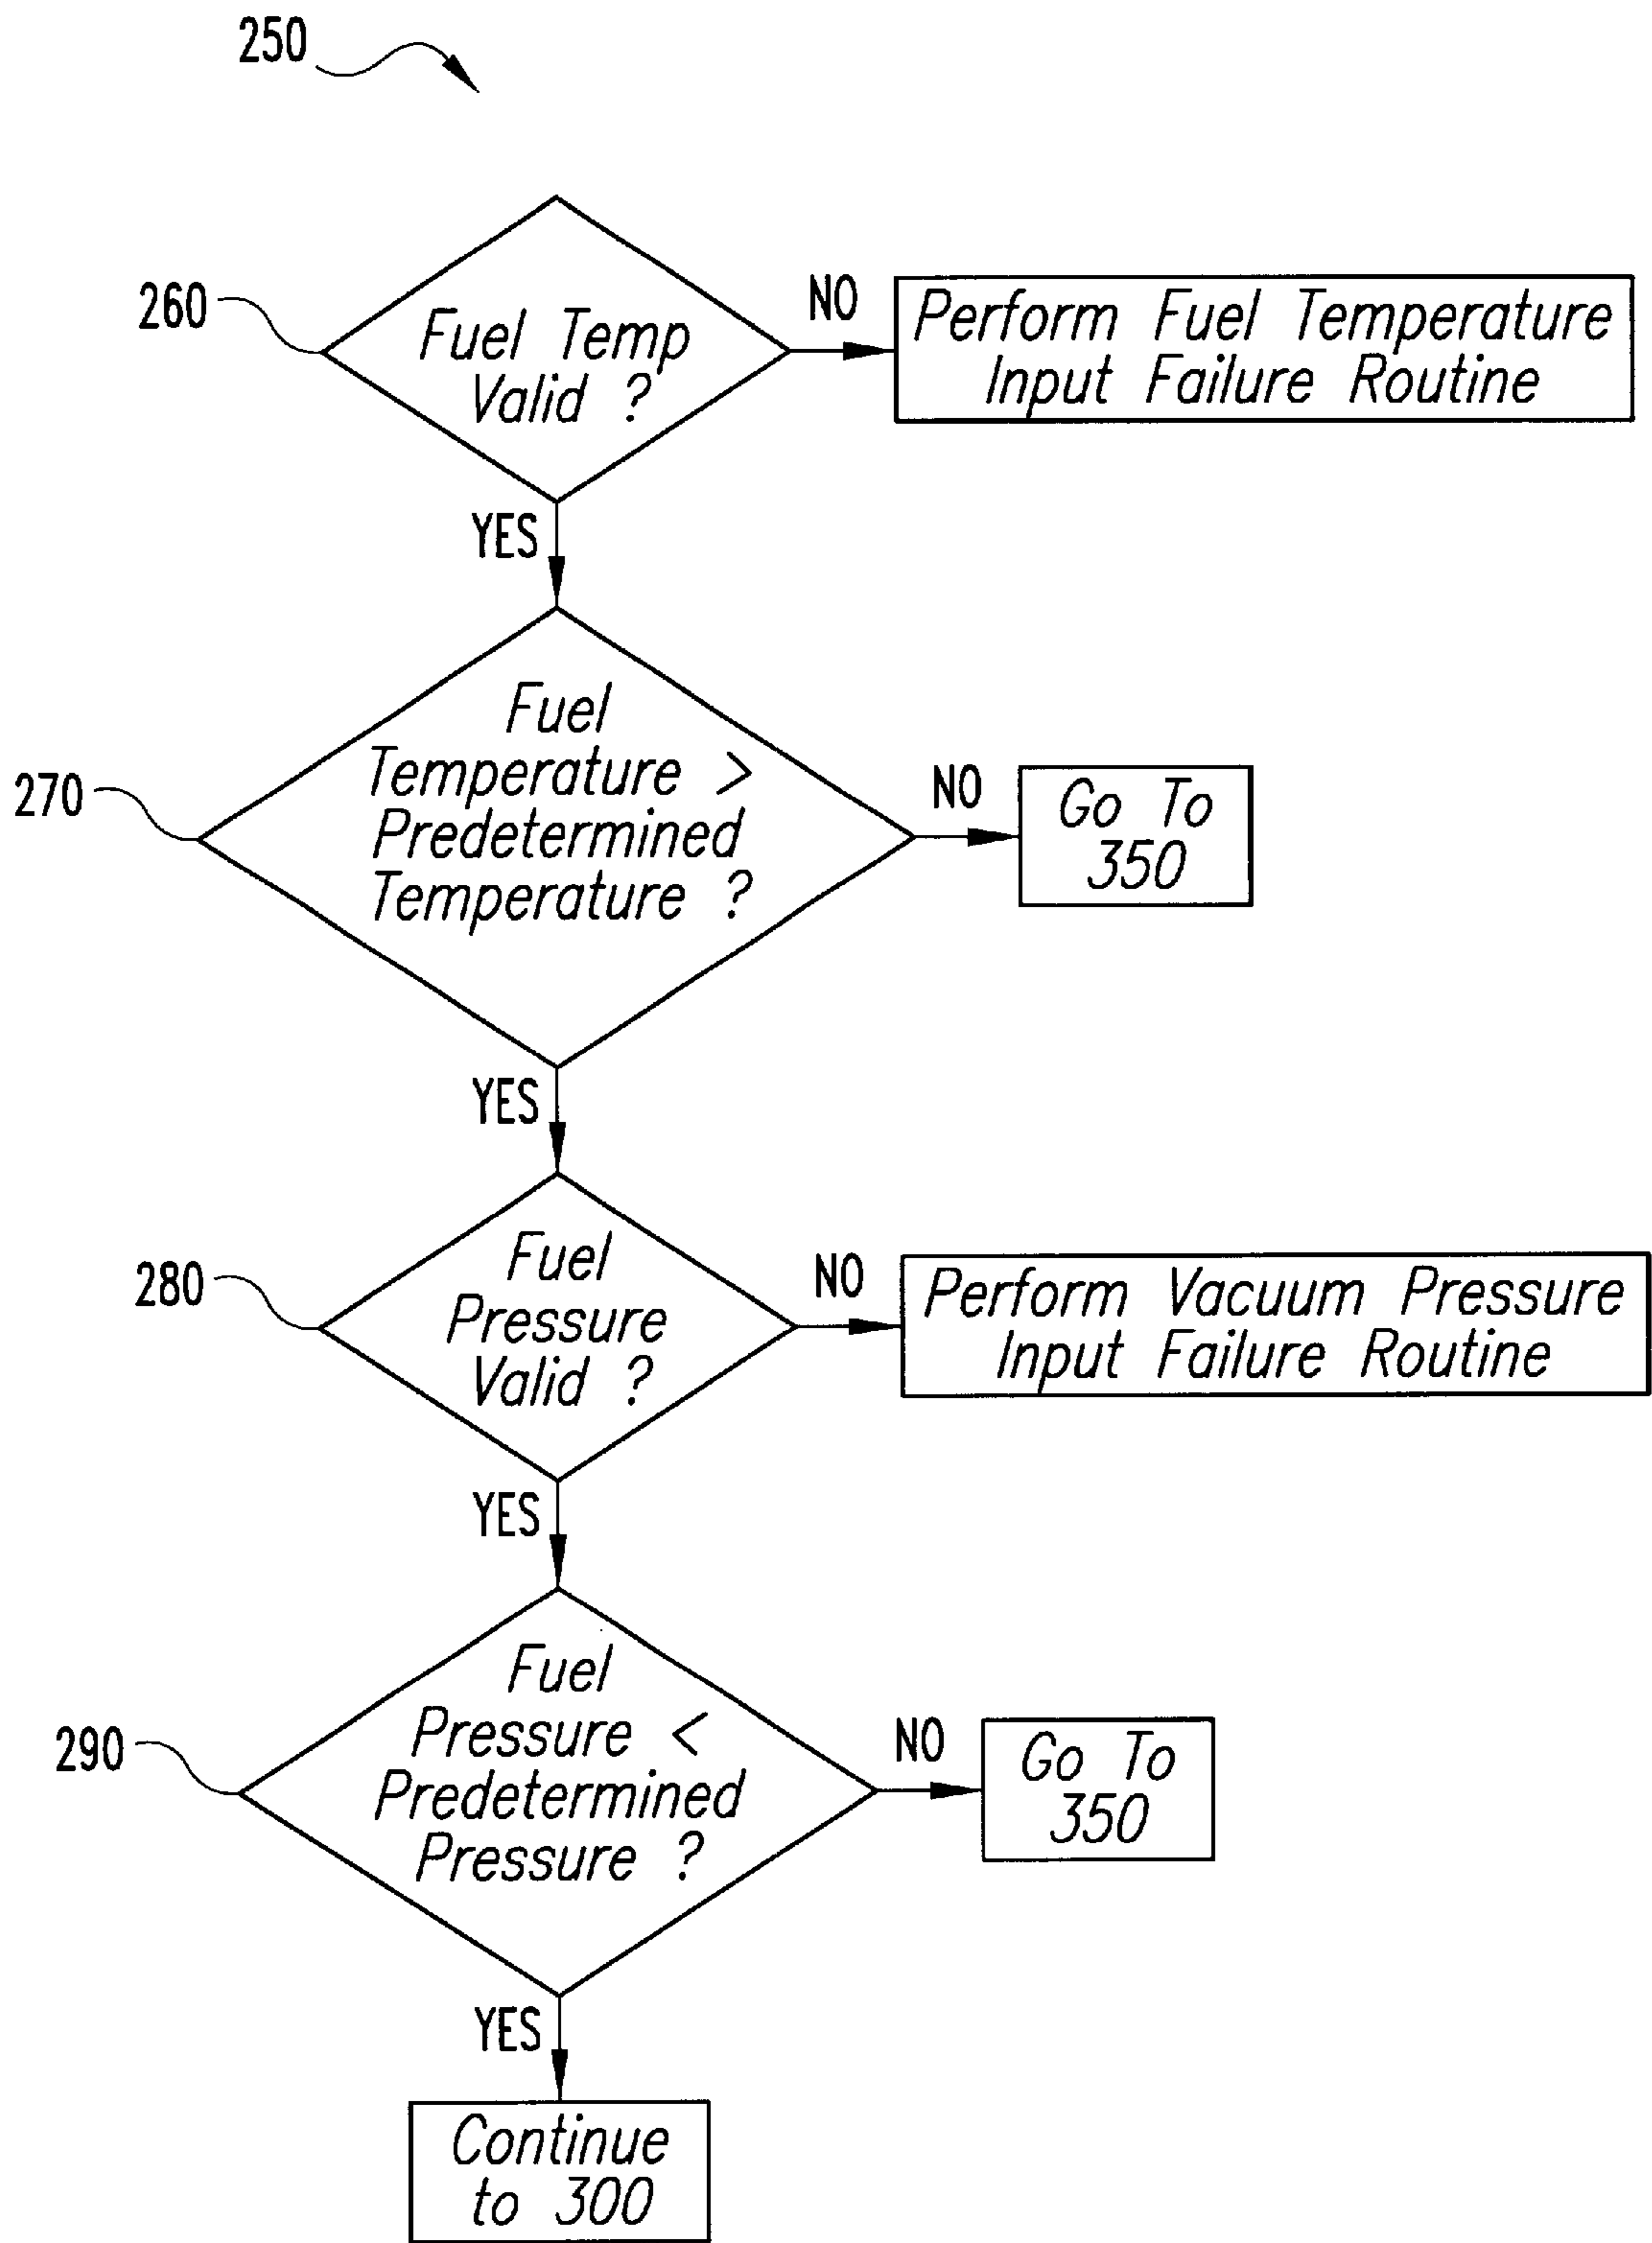 250
260
Fuel Temp
Valid ?
NO
Perform Fuel Temperature
Input Failure Routine
YES
270
Fuel
Temperature >
Predetermined
Temperature ?
NO
Go To
350
YES
280
Fuel
Pressure
Valid ?
NO
Perform Vacuum Pressure
Input Failure Routine
YES
290
Fuel
Pressure <
Predetermined
Pressure ?
NO
Go To
350
YES
Continue
to 300